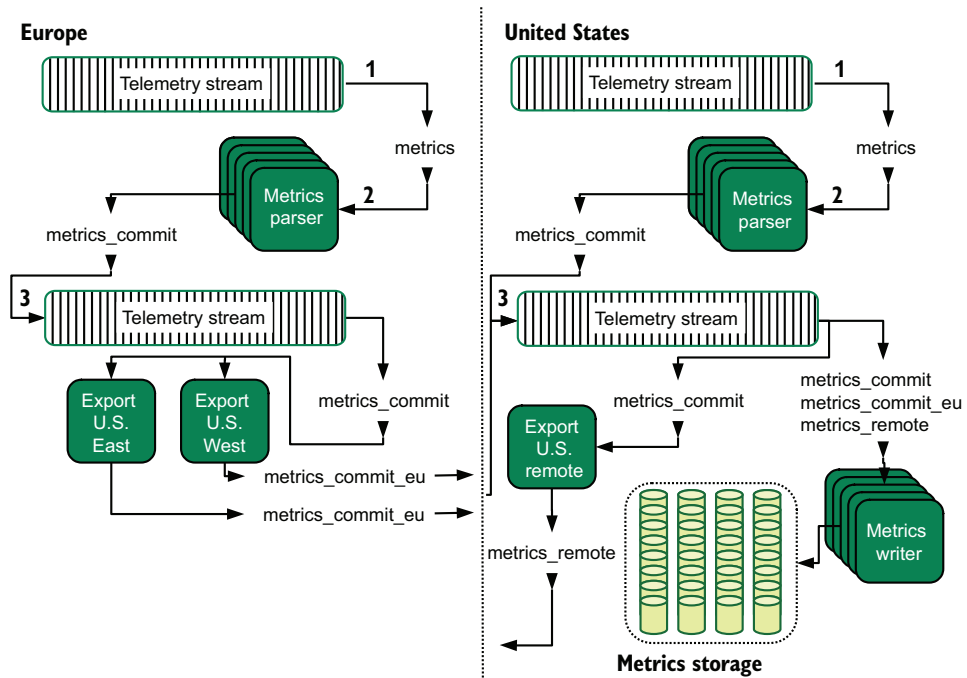 Europe
1
Telemetry stream
metrics
2
Metrics
parser
metrics_commit
3
Telemetry stream
metrics_commit
Export
U.S.
East
Export
U.S.
West
metrics_commit_eu
metrics_commit_eu
United States
1
Telemetry stream
metrics
2
Metrics
parser
metrics_commit
3
Telemetry stream
metrics_commit
metrics_commit
metrics_commit_eu
metrics_remote
Export
U.S.
remote
metrics_remote
Metrics
writer
Metrics storage